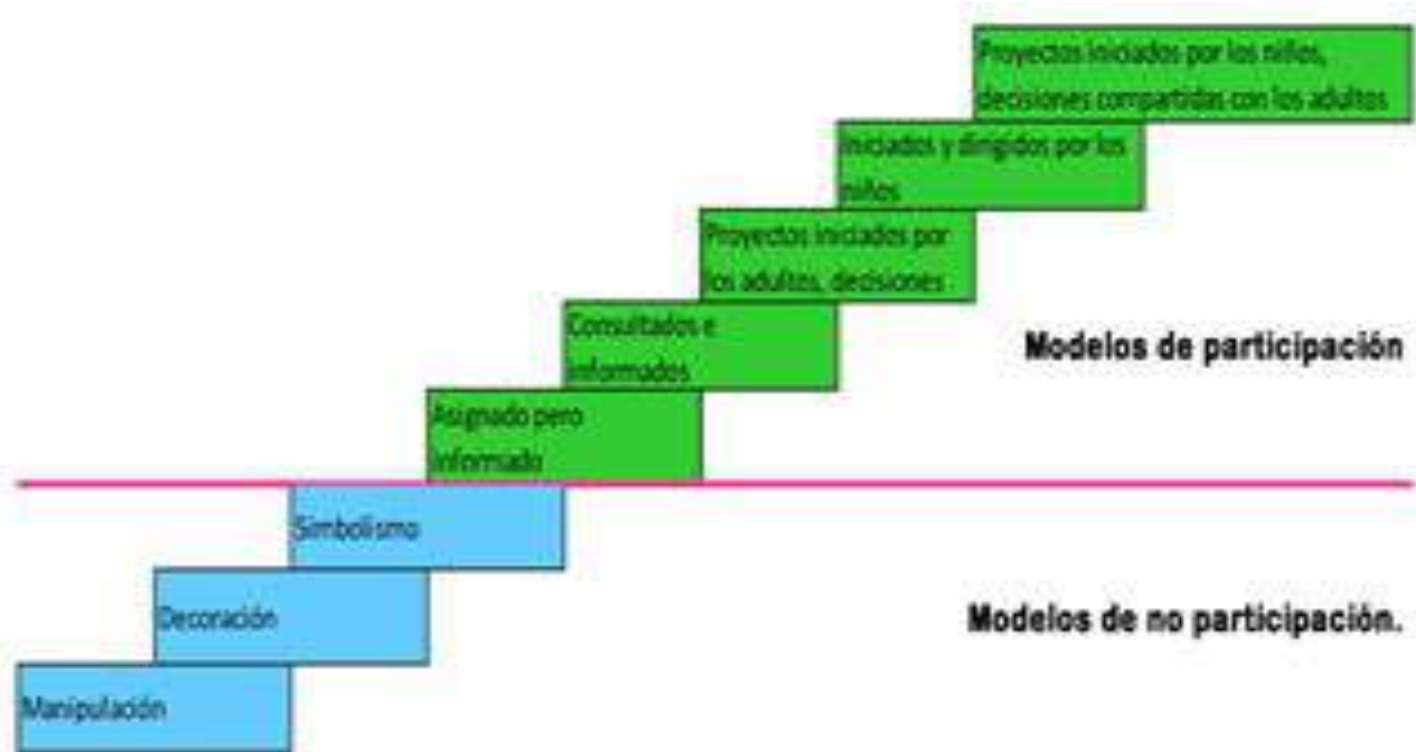 Proyectos iniciados por los niños,
decisiones compartidas con los adultos
Iniciados y dirigidos por los
niños
Proyectos iniciados por
los adultos, decisiones
Consultados e
informados
Modelos de participación
Asignado pero
informado
Simbolismo
Decoración
Modelos de no participación.
Manipulación